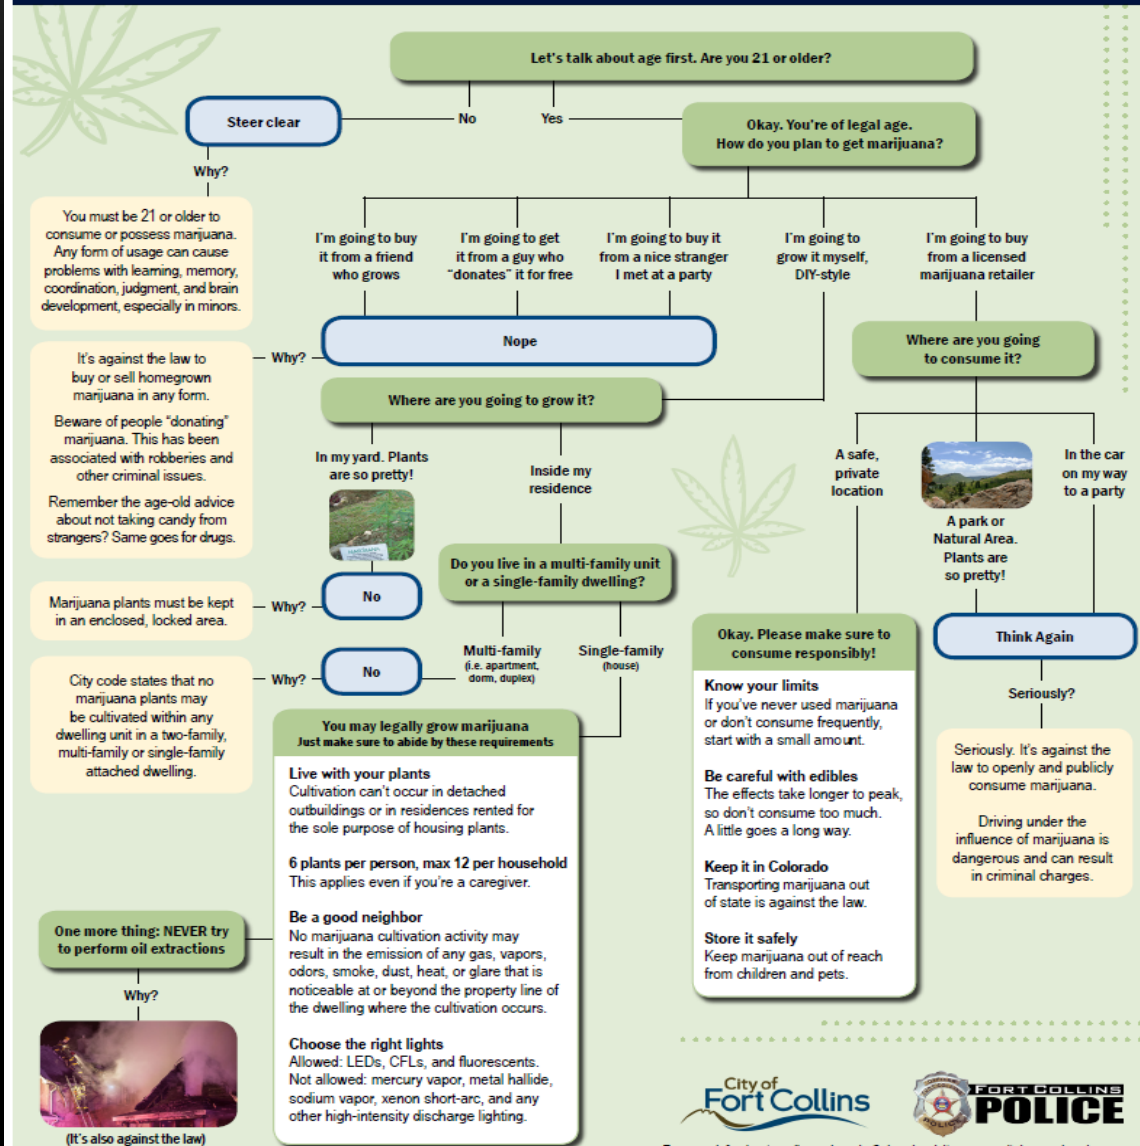 Let's talk about age first. Are you 21 or older?
No
Yes
Steer clear
Why?
You must be 21 or older to
consume or possess marijuana.
Any form of usage can cause
problems with learning, memory,
coordination, judgment, and brain
development, especially in minors.
Okay. You're of legal age.
How do you plan to get marijuana?
I'm going to buy
it from a friend
who grows
I'm going to get
it from a guy who
"donates" it for free
I'm going to buy it
from a nice stranger
I met at a party
I'm going to
grow it myself,
DIY-style
I'm going to buy
from a licensed
marijuana retailer
Nope
Why?
It's against the law to
buy or sell homegrown
marijuana in any form.
Beware of people "donating"
marijuana. This has been
associated with robberies and
other criminal issues.
Remember the age-old advice
about not taking candy from
strangers? Same goes for drugs.
Where are you going to grow it?
In my yard. Plants
are so pretty!
Inside my
residence
No
Why?
Marijuana plants must be kept
in an enclosed, locked area.
Do you live in a multi-family unit
or a single-family dwelling?
Multi-family
(i.e. apartment,
dorm, duplex)
Single-family
(house)
No
Why?
City code states that no
marijuana plants may
be cultivated within any
dwelling unit in a two-family,
multi-family or single-family
attached dwelling.
You may legally grow marijuana
Just make sure to abide by these requirements
Live with your plants
Cultivation can't occur in detached
outbuildings or in residences rented for
the sole purpose of housing plants.
6 plants per person, max 12 per household
This applies even if you're a caregiver.
Be a good neighbor
No marijuana cultivation activity may
result in the emission of any gas, vapors,
odors, smoke, dust, heat, or glare that is
noticeable at or beyond the property line of
the dwelling where the cultivation occurs.
Choose the right lights
Allowed: LEDs, CFLs, and fluorescents.
Not allowed: mercury vapor, metal hallide,
sodium vapor, xenon short-arc, and any
other high-intensity discharge lighting.
One more thing: NEVER try
to perform oil extractions
Why?
(It's also against the law)
Where are you going
to consume it?
A safe,
private
location
A park or
Natural Area.
Plants are
so pretty!
In the car
on my way
to a party
Okay. Please make sure to
consume responsibly!
Know your limits
If you've never used marijuana
or don't consume frequently,
start with a small amount.
Be careful with edibles
The effects take longer to peak,
so don't consume too much.
A little goes a long way.
Keep it in Colorado
Transporting marijuana out
of state is against the law.
Store it safely
Keep marijuana out of reach
from children and pets.
Think Again
Seriously?
Seriously. It's against the
law to openly and publicly
consume marijuana.
Driving under the
influence of marijuana is
dangerous and can result
in criminal charges.
City of
Fort Collins
FORT COLLINS
POLICE